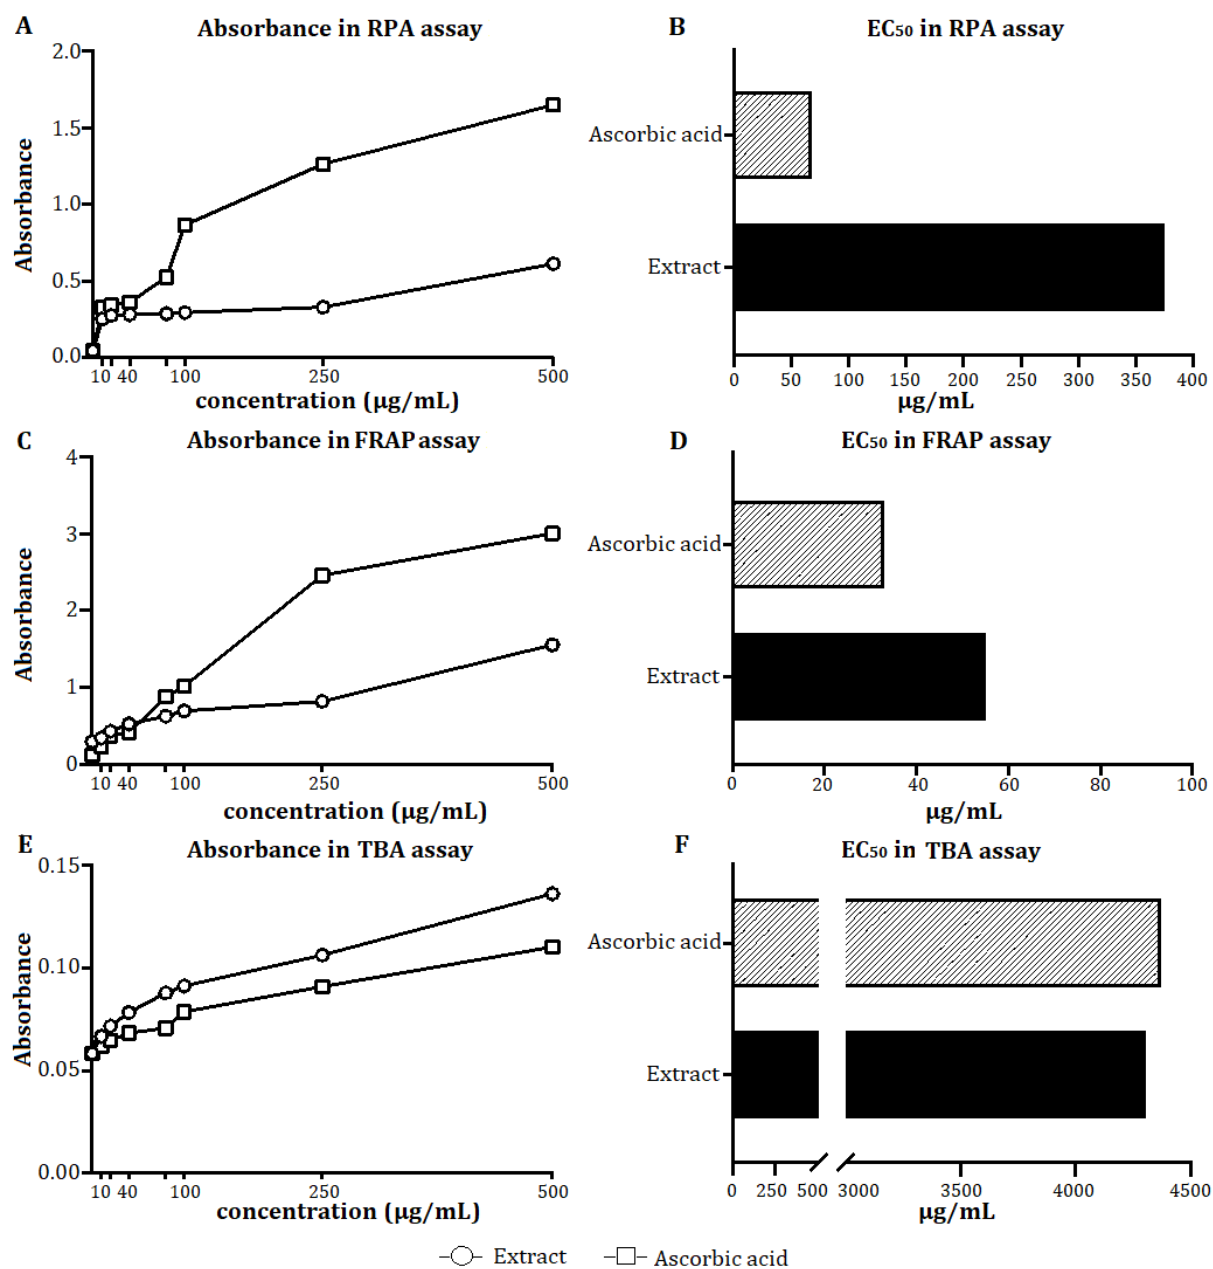 A Absorbance in RPA assay
2.0
1.5
1.0
0.5
0.0
Absorbance
10 40 100 250 500
concentration (µg/mL)
B EC₅₀ in RPA assay
Ascorbic acid
Extract
0 50 100 150 200 250 300 350 400
µg/mL
C Absorbance in FRAP assay
4
3
2
1
0
Absorbance
10 40 100 250 500
concentration (µg/mL)
D EC₅₀ in FRAP assay
Ascorbic acid
Extract
0 20 40 60 80 100
µg/mL
E Absorbance in TBA assay
0.15
0.10
0.05
0.00
Absorbance
10 40 100 250 500
concentration (µg/mL)
F EC₅₀ in TBA assay
Ascorbic acid
Extract
0 250 500 3000 3500 4000 4500
µg/mL
Extract Ascorbic acid